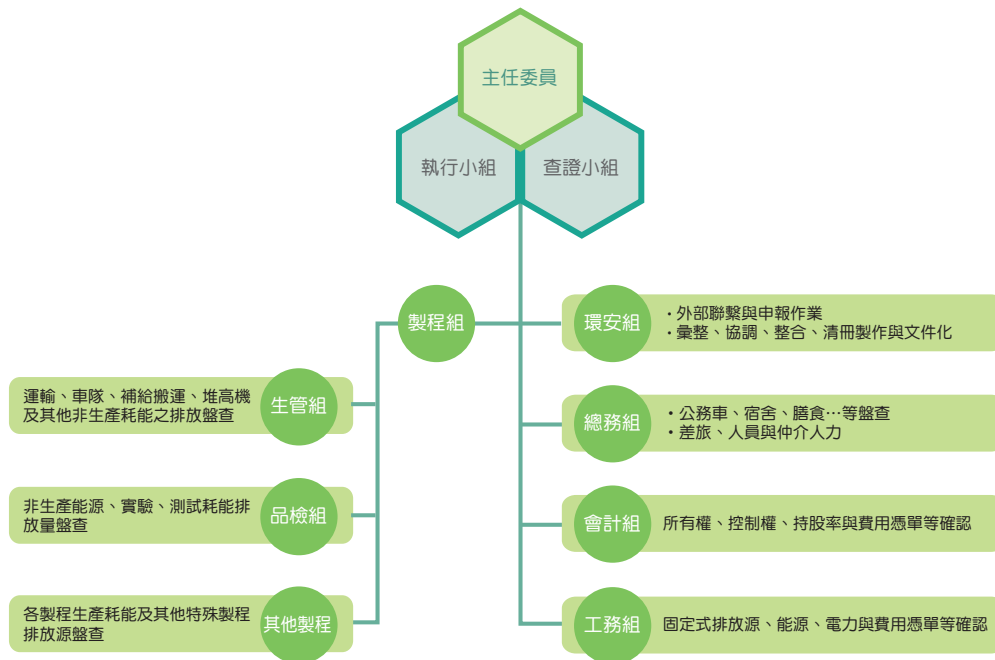 主任委員
執行小組
查證小組
製程組
環安組
・外部聯繫與申報作業
・彙整、協調、整合、清冊製作與文件化
運輸、車隊、補給搬運、堆高機
及其他非生產耗能之排放盤查
生管組
總務組
・公務車、宿舍、膳食…等盤查
・差旅、人員與仲介人力
非生產能源、實驗、測試耗能排
放量盤查
品檢組
會計組
所有權、控制權、持股率與費用憑單等確認
各製程生產耗能及其他特殊製程
排放源盤查
其他製程
工務組
固定式排放源、能源、電力與費用憑單等確認